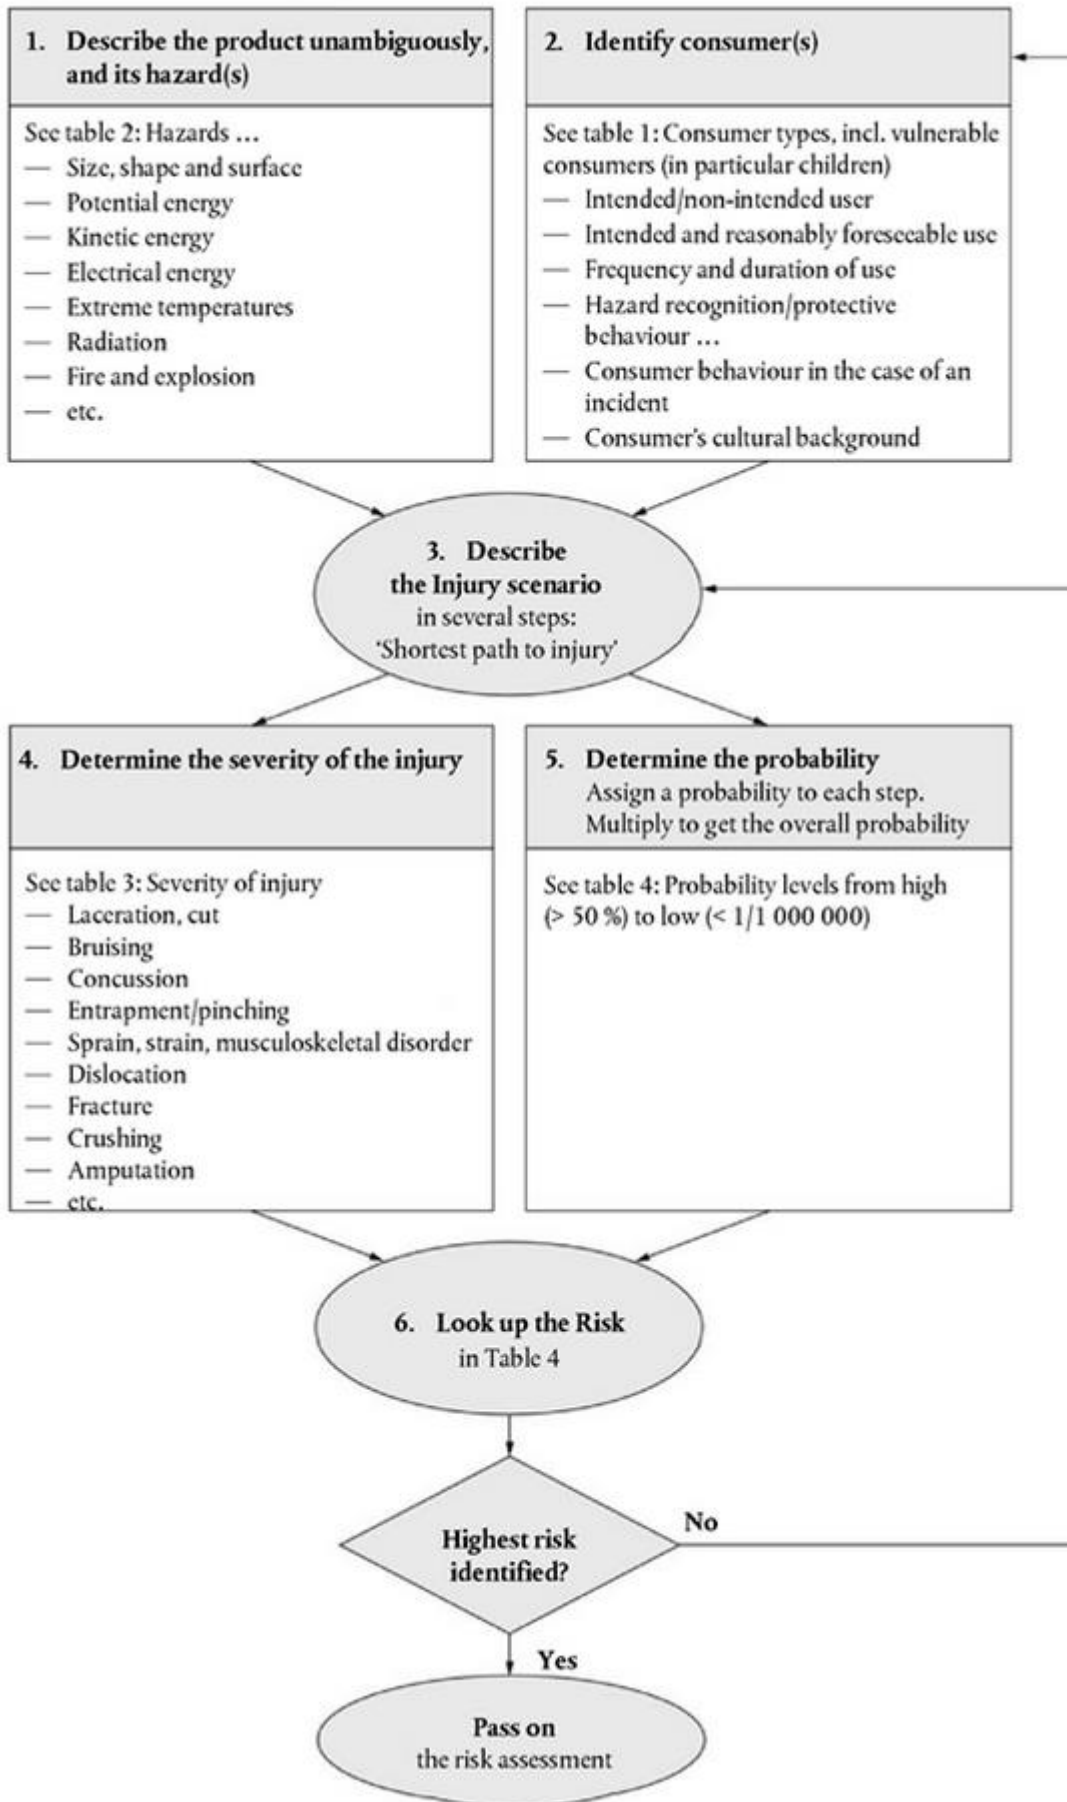 1. Describe the product unambiguously,
and its hazard(s)
See table 2: Hazards ...
— Size, shape and surface
— Potential energy
— Kinetic energy
— Electrical energy
— Extreme temperatures
— Radiation
— Fire and explosion
— etc.
2. Identify consumer(s)
See table 1: Consumer types, incl. vulnerable
consumers (in particular children)
— Intended/non-intended user
— Intended and reasonably foreseeable use
— Frequency and duration of use
— Hazard recognition/protective
behaviour ...
— Consumer behaviour in the case of an
incident
— Consumer's cultural background
3. Describe
the Injury scenario
in several steps:
‘Shortest path to injury’
4. Determine the severity of the injury
See table 3: Severity of injury
— Laceration, cut
— Bruising
— Concussion
— Entrapment/pinching
— Sprain, strain, musculoskeletal disorder
— Dislocation
— Fracture
— Crushing
— Amputation
— etc.
5. Determine the probability
Assign a probability to each step.
Multiply to get the overall probability
See table 4: Probability levels from high
(> 50 %) to low (< 1/1 000 000)
6. Look up the Risk
in Table 4
Highest risk
identified?
No
Yes
Pass on
the risk assessment